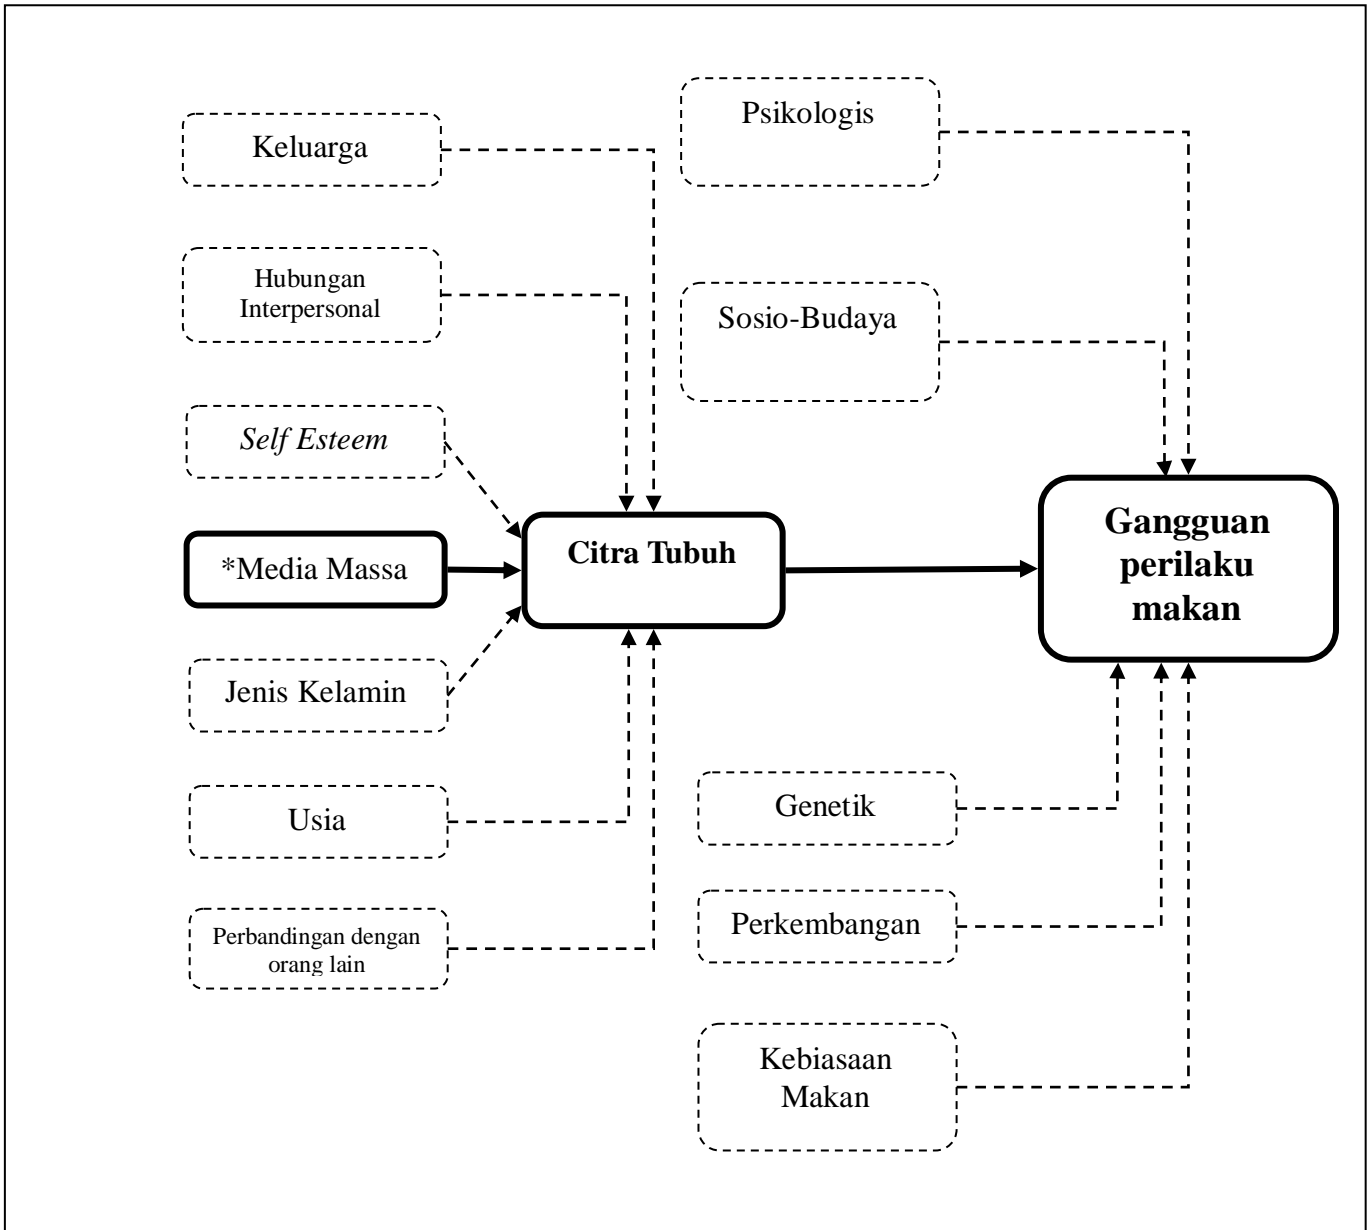 Keluarga
Hubungan
Interpersonal
Self Esteem
*Media Massa
Jenis Kelamin
Usia
Perbandingan dengan
orang lain
Citra Tubuh
Psikologis
Sosio-Budaya
Gangguan
perilaku
makan
Genetik
Perkembangan
Kebiasaan
Makan